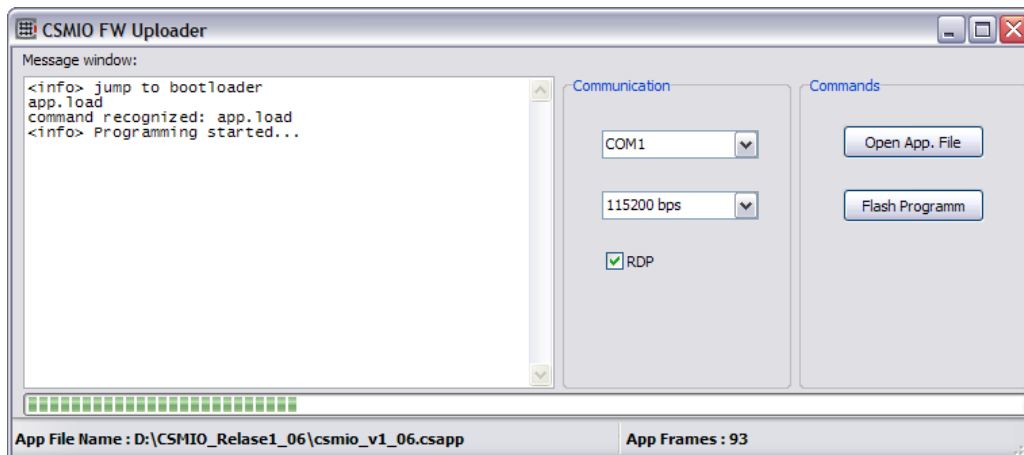 CSMIO FW Uploader
Message window:
<info> jump to bootloader
app.load
command recognized: app.load
<info> Programming started...
Communication
COM1
115200 bps
RDP
Commands
Open App. File
Flash Programm
App File Name : D:\CSMIO_Relase1_06\csmio_v1_06.csapp
App Frames : 93